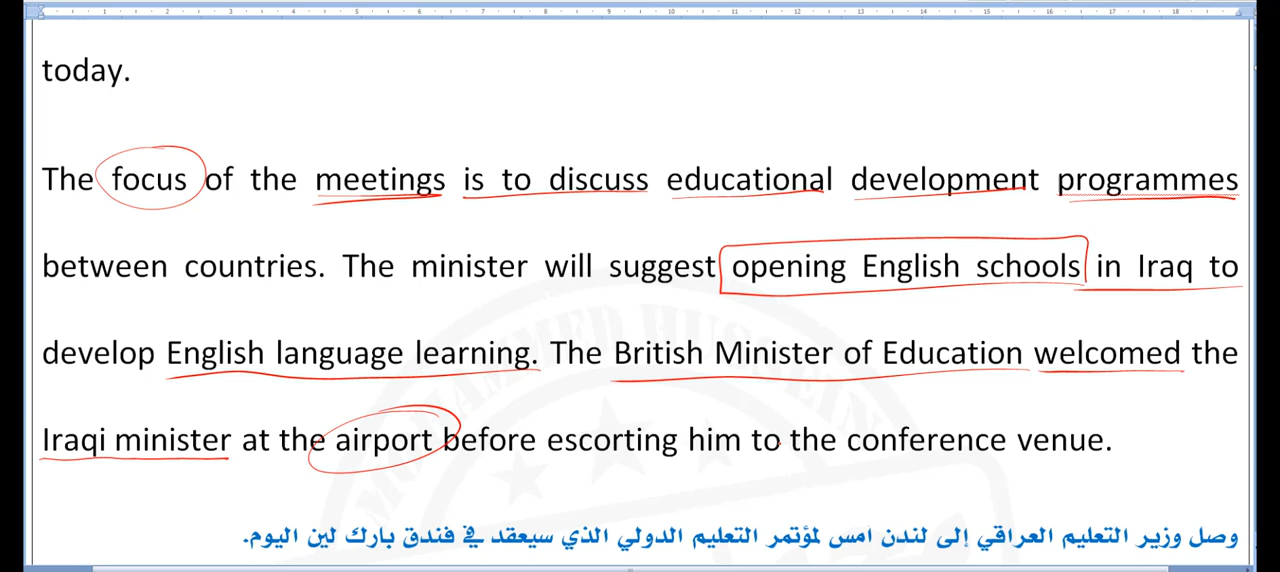 today.
The focus of the meetings is to discuss educational development programmes
between countries. The minister will suggest opening English schools in Iraq to
develop English language learning. The British Minister of Education welcomed the
Iraqi minister at the airport before escorting him to the conference venue.
وصل وزير التعليم العراقي إلى لندن امس لمؤتمر التعليم الدولي الذي سيعقد في فندق بارك لين اليوم.